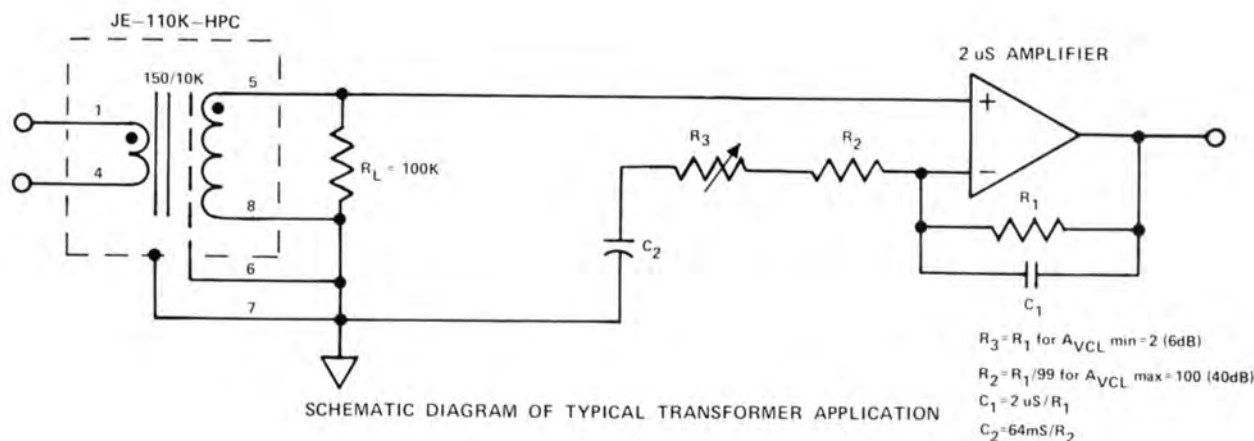 JE-110K-HPC
150/10K
1
4
5
8
6
7
R_L = 100K
R3
R2
C2
2 uS AMPLIFIER
+
−
R1
C1
R3=R1 for AVCL min=2 (6dB)
R2=R1/99 for AVCL max=100 (40dB)
C1=2 uS/R1
C2=64mS/R2
SCHEMATIC DIAGRAM OF TYPICAL TRANSFORMER APPLICATION